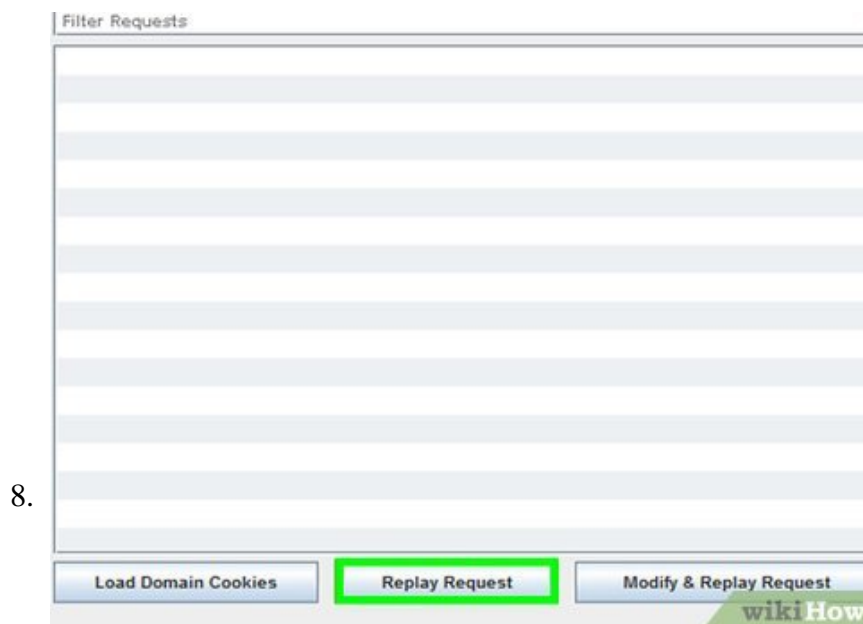 Filter Requests
8.
Load Domain Cookies Replay Request Modify & Replay Request
wikiHow